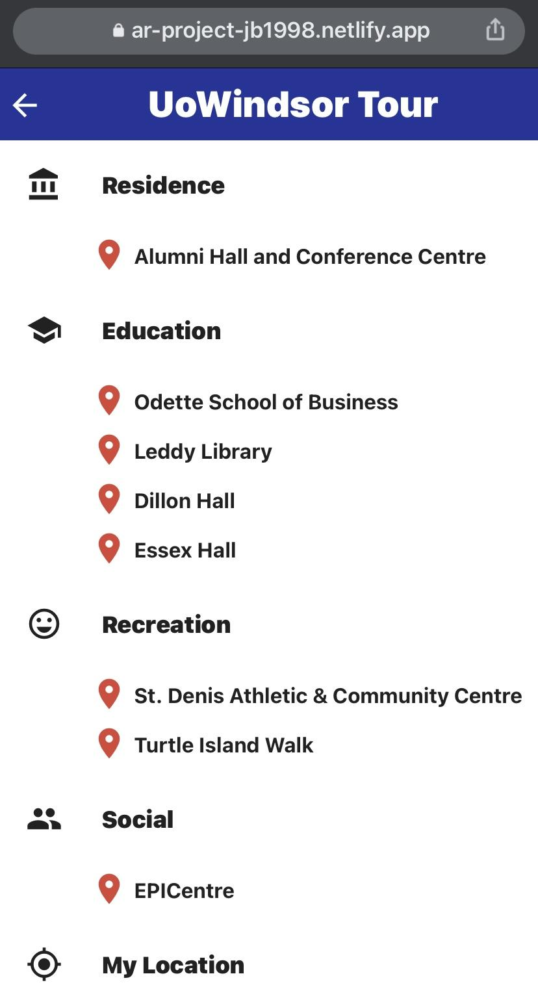 ar-project-jb1998.netlify.app
UoWindsor Tour
Residence
Alumni Hall and Conference Centre
Education
Odette School of Business
Leddy Library
Dillon Hall
Essex Hall
Recreation
St. Denis Athletic & Community Centre
Turtle Island Walk
Social
EPICentre
My Location